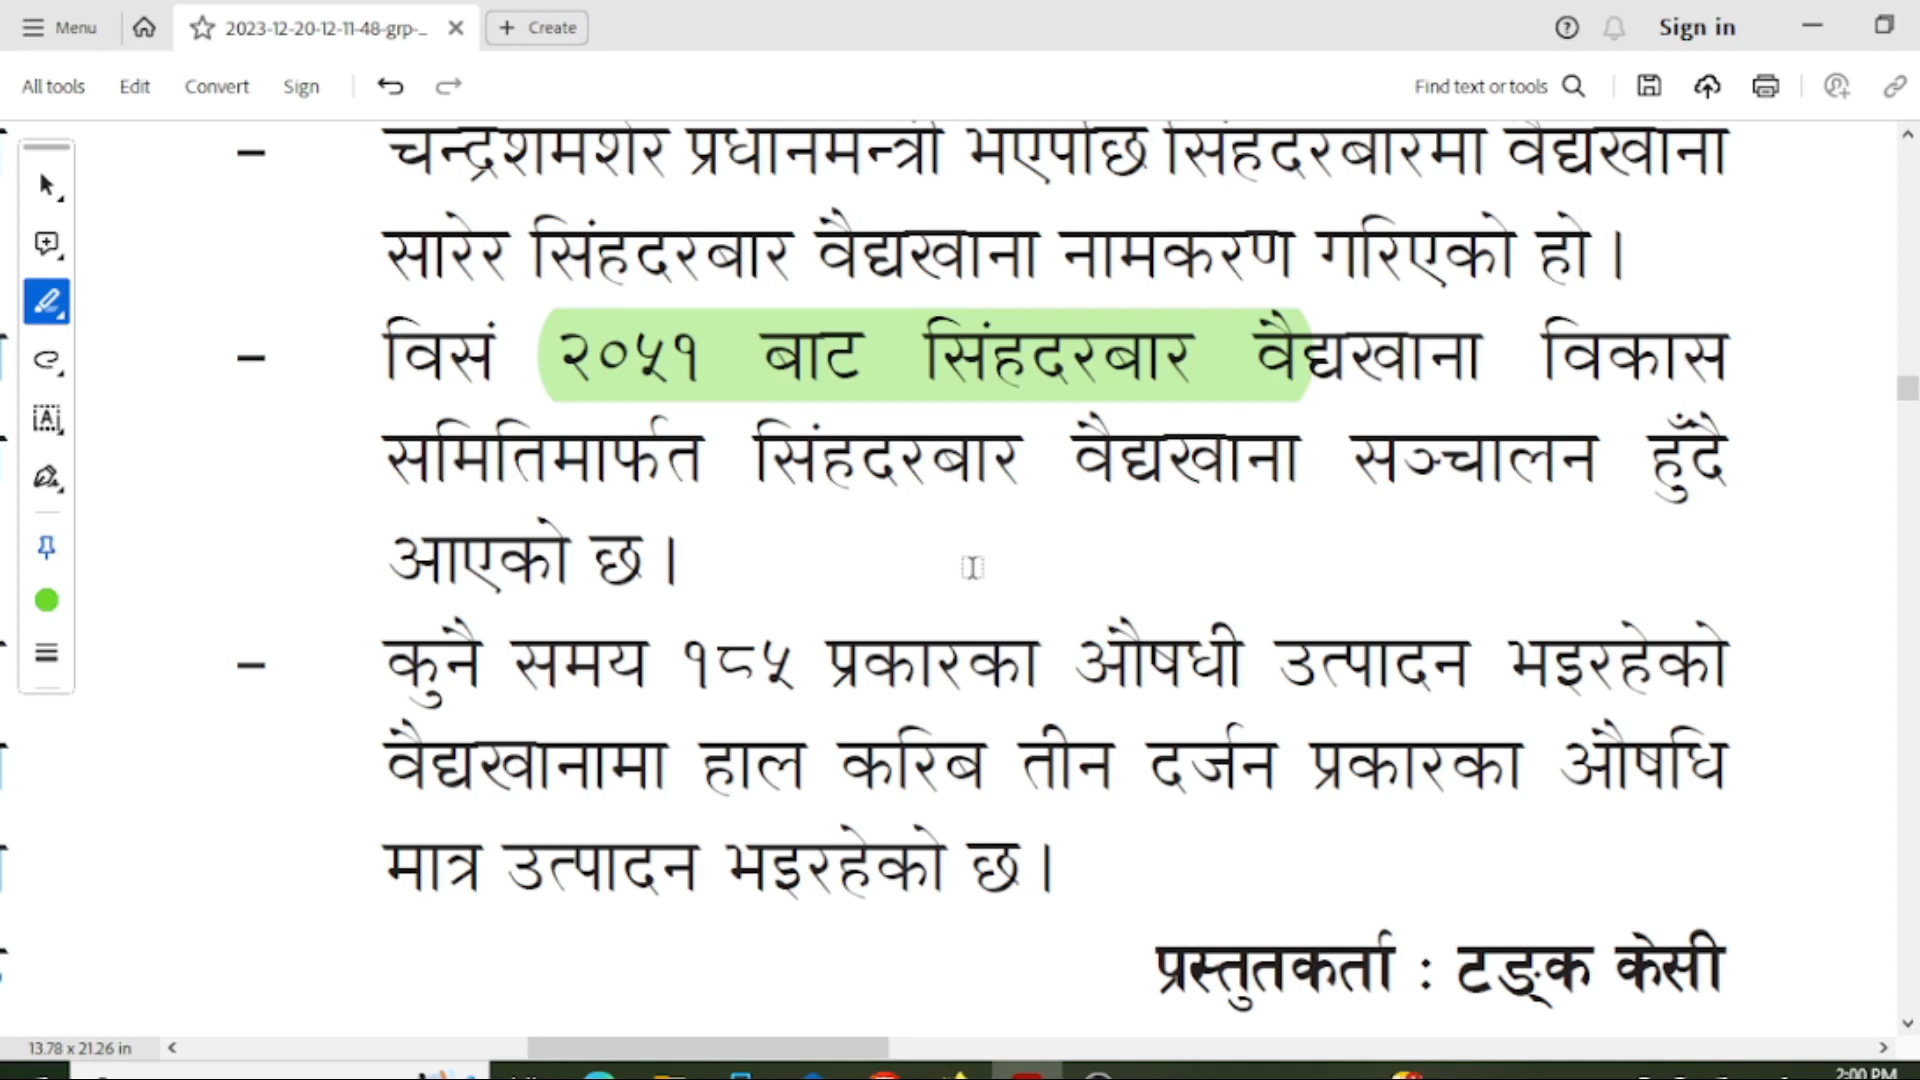 Menu
2023-12-20-12-11-48-grp-...
Create
Sign in
All tools Edit Convert Sign
Find text or tools
– चन्द्रशमशेर प्रधानमन्त्री भएपछि सिंहदरबारमा वैद्यखाना
सारेर सिंहदरबार वैद्यखाना नामकरण गरिएको हो।
– विसं २०५१ बाट सिंहदरबार वैद्यखाना विकास
समितिमार्फत सिंहदरबार वैद्यखाना सञ्चालन हुँदै
आएको छ।
– कुनै समय १८५ प्रकारका औषधी उत्पादन भइरहेको
वैद्यखानामा हाल करिब तीन दर्जन प्रकारका औषधि
मात्र उत्पादन भइरहेको छ।
प्रस्तुतकर्ता : टङ्क केसी
13.78 x 21.26 in
2:00 PM